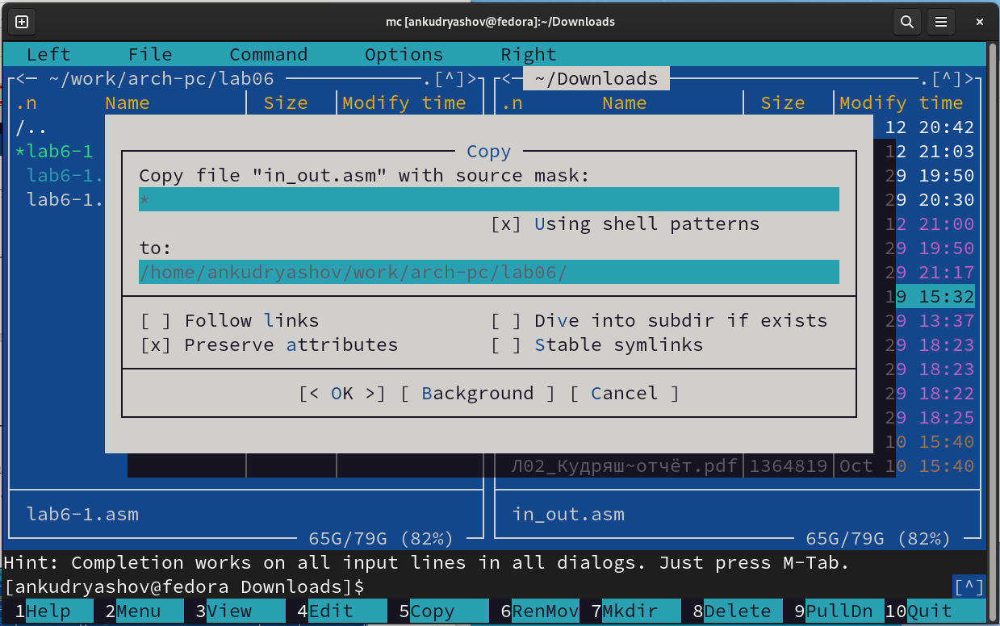 mc [ankudryashov@fedora]:~/Downloads
Left File Command Options Right
<─ ~/work/arch-pc/lab06 .[^]> <─ ~/Downloads .[^]>
.n Name Size Modify time .n Name Size Modify time
/.. 12 20:42
*lab6-1 12 21:03
lab6-1. 29 19:50
lab6-1. 29 20:30
12 21:00
29 19:50
29 21:17
19 15:32
29 13:37
29 18:23
29 18:23
29 18:22
29 18:25
10 15:40
Л02_Кудряш~отчёт.pdf 1364819 Oct 10 15:40
Copy
Copy file "in_out.asm" with source mask:
*
[x] Using shell patterns
to:
/home/ankudryashov/work/arch-pc/lab06/
[ ] Follow links [ ] Dive into subdir if exists
[x] Preserve attributes [ ] Stable symlinks
[< OK >] [ Background ] [ Cancel ]
lab6-1.asm in_out.asm
65G/79G (82%) 65G/79G (82%)
Hint: Completion works on all input lines in all dialogs. Just press M-Tab.
[ankudryashov@fedora Downloads]$ [^]
1Help 2Menu 3View 4Edit 5Copy 6RenMov 7Mkdir 8Delete 9PullDn 10Quit